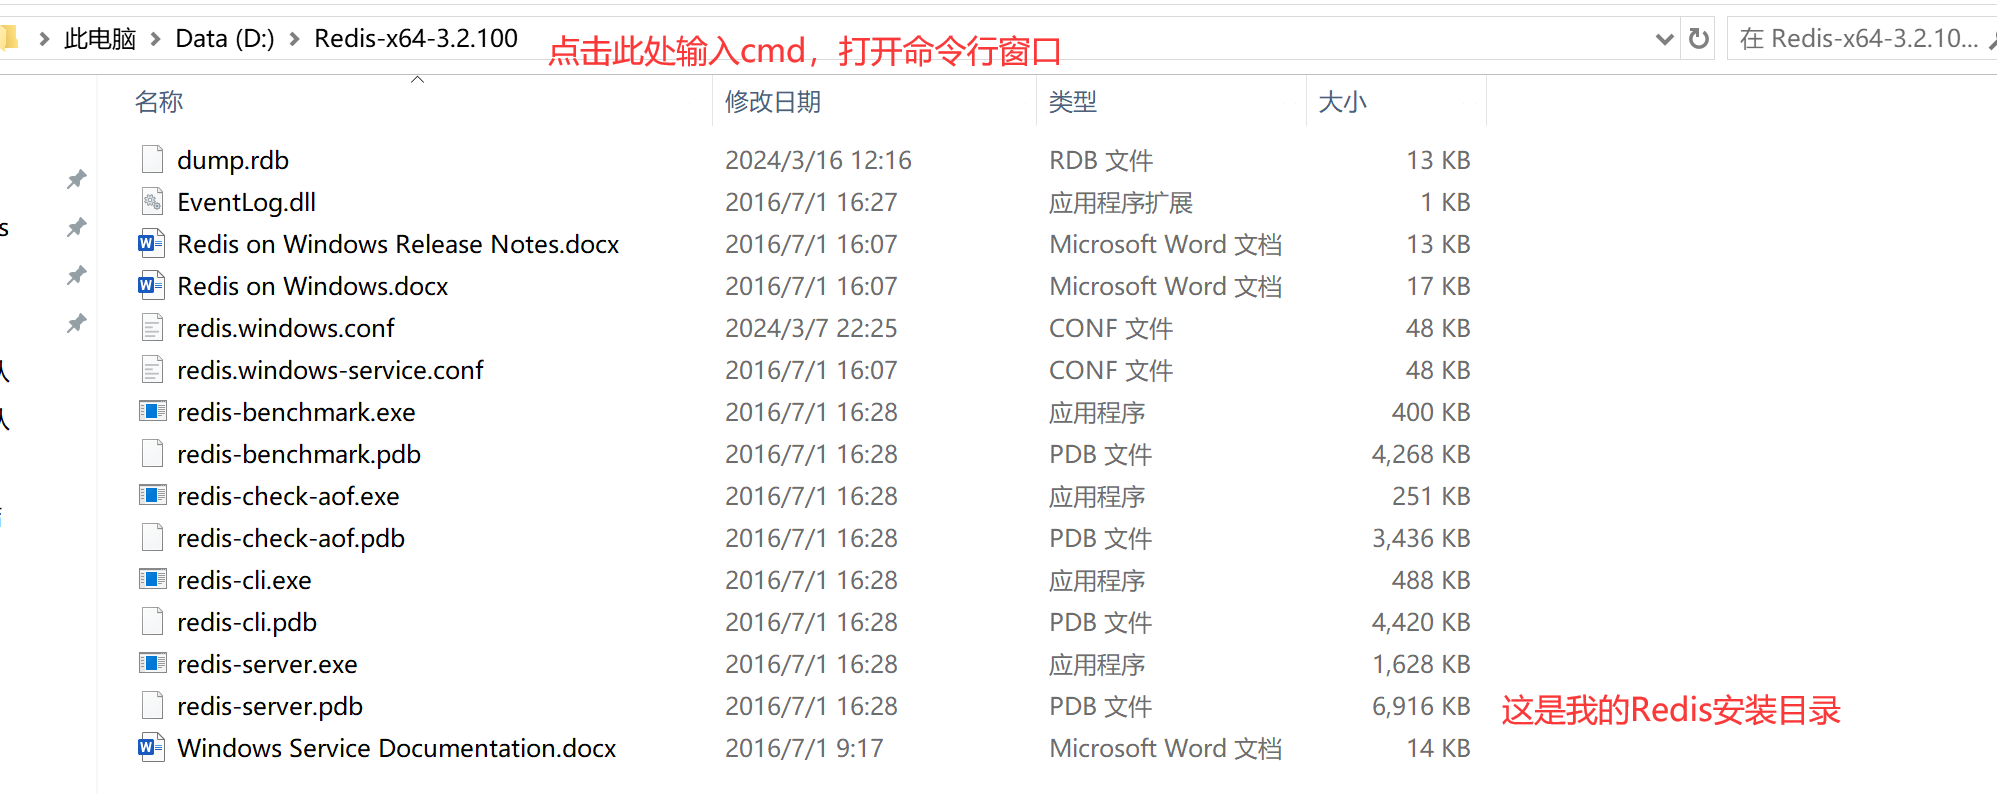 此电脑 > Data (D:) > Redis-x64-3.2.100 点击此处输入cmd，打开命令行窗口 在 Redis-x64-3.2.10...
名称 修改日期 类型 大小
dump.rdb 2024/3/16 12:16 RDB 文件 13 KB
EventLog.dll 2016/7/1 16:27 应用程序扩展 1 KB
Redis on Windows Release Notes.docx 2016/7/1 16:07 Microsoft Word 文档 13 KB
Redis on Windows.docx 2016/7/1 16:07 Microsoft Word 文档 17 KB
redis.windows.conf 2024/3/7 22:25 CONF 文件 48 KB
redis.windows-service.conf 2016/7/1 16:07 CONF 文件 48 KB
redis-benchmark.exe 2016/7/1 16:28 应用程序 400 KB
redis-benchmark.pdb 2016/7/1 16:28 PDB 文件 4,268 KB
redis-check-aof.exe 2016/7/1 16:28 应用程序 251 KB
redis-check-aof.pdb 2016/7/1 16:28 PDB 文件 3,436 KB
redis-cli.exe 2016/7/1 16:28 应用程序 488 KB
redis-cli.pdb 2016/7/1 16:28 PDB 文件 4,420 KB
redis-server.exe 2016/7/1 16:28 应用程序 1,628 KB
redis-server.pdb 2016/7/1 16:28 PDB 文件 6,916 KB 这是我的Redis安装目录
Windows Service Documentation.docx 2016/7/1 9:17 Microsoft Word 文档 14 KB